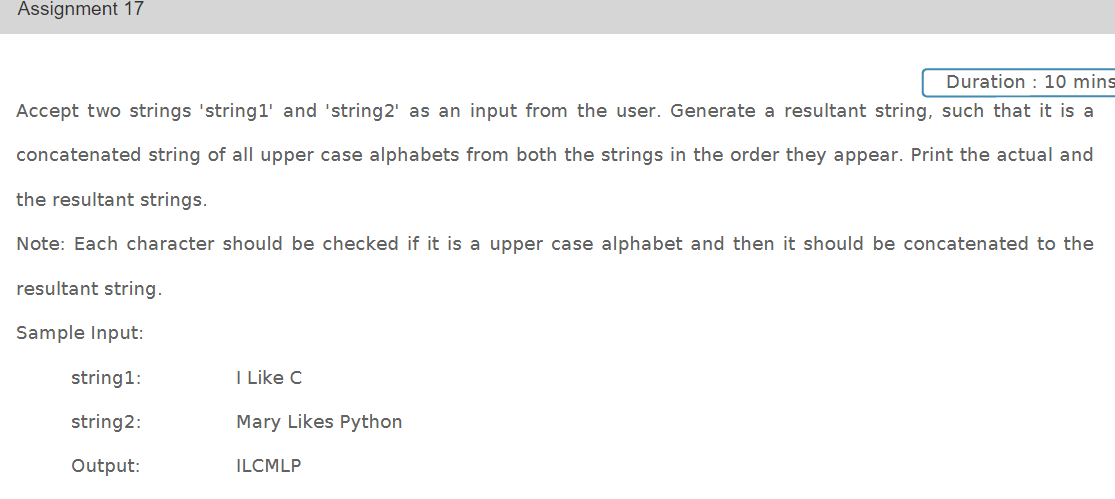 Assignment 17
Duration : 10 mins
Accept two strings 'string1' and 'string2' as an input from the user. Generate a resultant string, such that it is a
concatenated string of all upper case alphabets from both the strings in the order they appear. Print the actual and
the resultant strings.
Note: Each character should be checked if it is a upper case alphabet and then it should be concatenated to the
resultant string.
Sample Input:
string1: I Like C
string2: Mary Likes Python
Output: ILCMLP